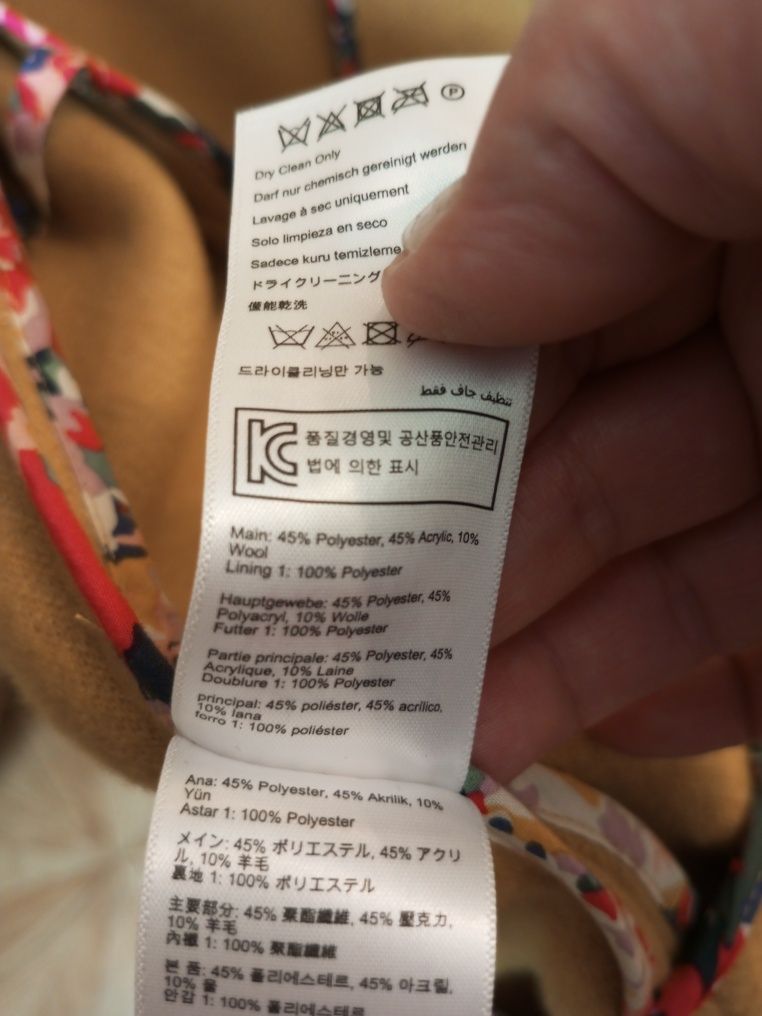 P
Dry Clean Only
Darf nur chemisch gereinigt werden
Lavage à sec uniquement
Solo limpieza en seco
Sadece kuru temizleme
ドライクリーニング
僅能乾洗
드라이클리닝만 가능
تنظيف جاف فقط
KC 품질경영및 공산품안전관리
법에 의한 표시
Main: 45% Polyester, 45% Acrylic, 10%
Wool
Lining 1: 100% Polyester
Hauptgewebe: 45% Polyester, 45%
Polyacryl, 10% Wolle
Futter 1: 100% Polyester
Partie principale: 45% Polyester, 45%
Acrylique, 10% Laine
Doublure 1: 100% Polyester
principal: 45% poliéster, 45% acrílico,
10% lana
forro 1: 100% poliéster
Ana: 45% Polyester, 45% Akrilik, 10%
Yün
Astar 1: 100% Polyester
メイン: 45% ポリエステル, 45% アクリ
ル, 10% 羊毛
裏地 1: 100% ポリエステル
主要部分: 45% 聚酯纖維, 45% 壓克力,
10% 羊毛
內襯 1: 100% 聚酯纖維
본 품: 45% 폴리에스테르, 45% 아크릴,
10% 울
안감 1: 100% 폴리에스테르